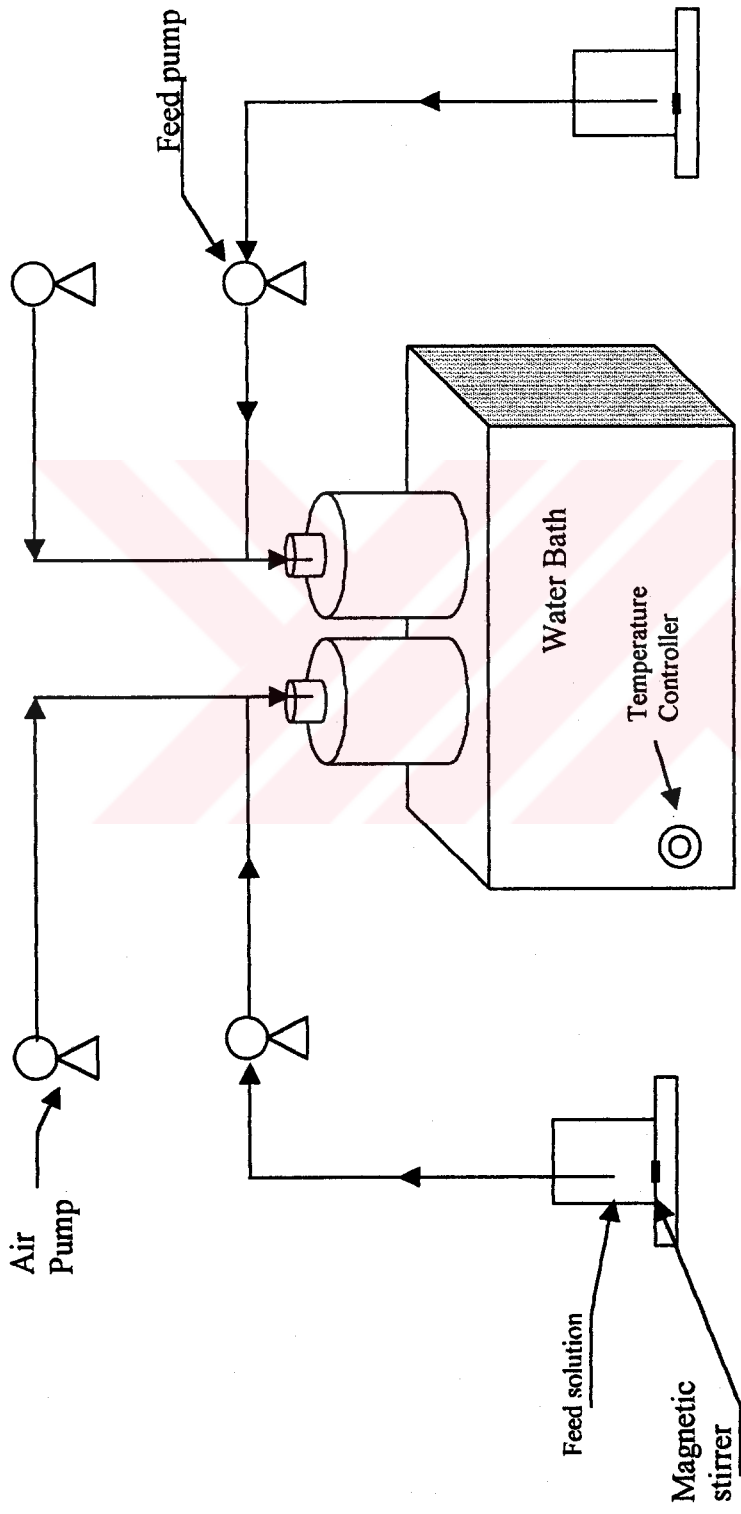 Air
Pump
Feed pump
Water Bath
Temperature
Controller
Feed solution
Magnetic
stirrer